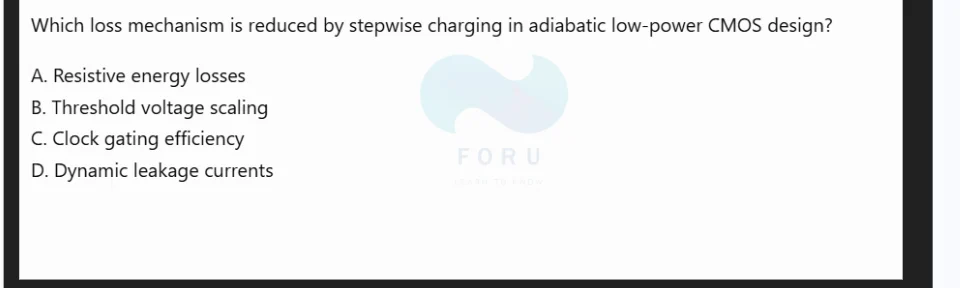 Which loss mechanism is reduced by stepwise charging in adiabatic low-power CMOS design?
A. Resistive energy losses
B. Threshold voltage scaling
C. Clock gating efficiency
D. Dynamic leakage currents
FORU